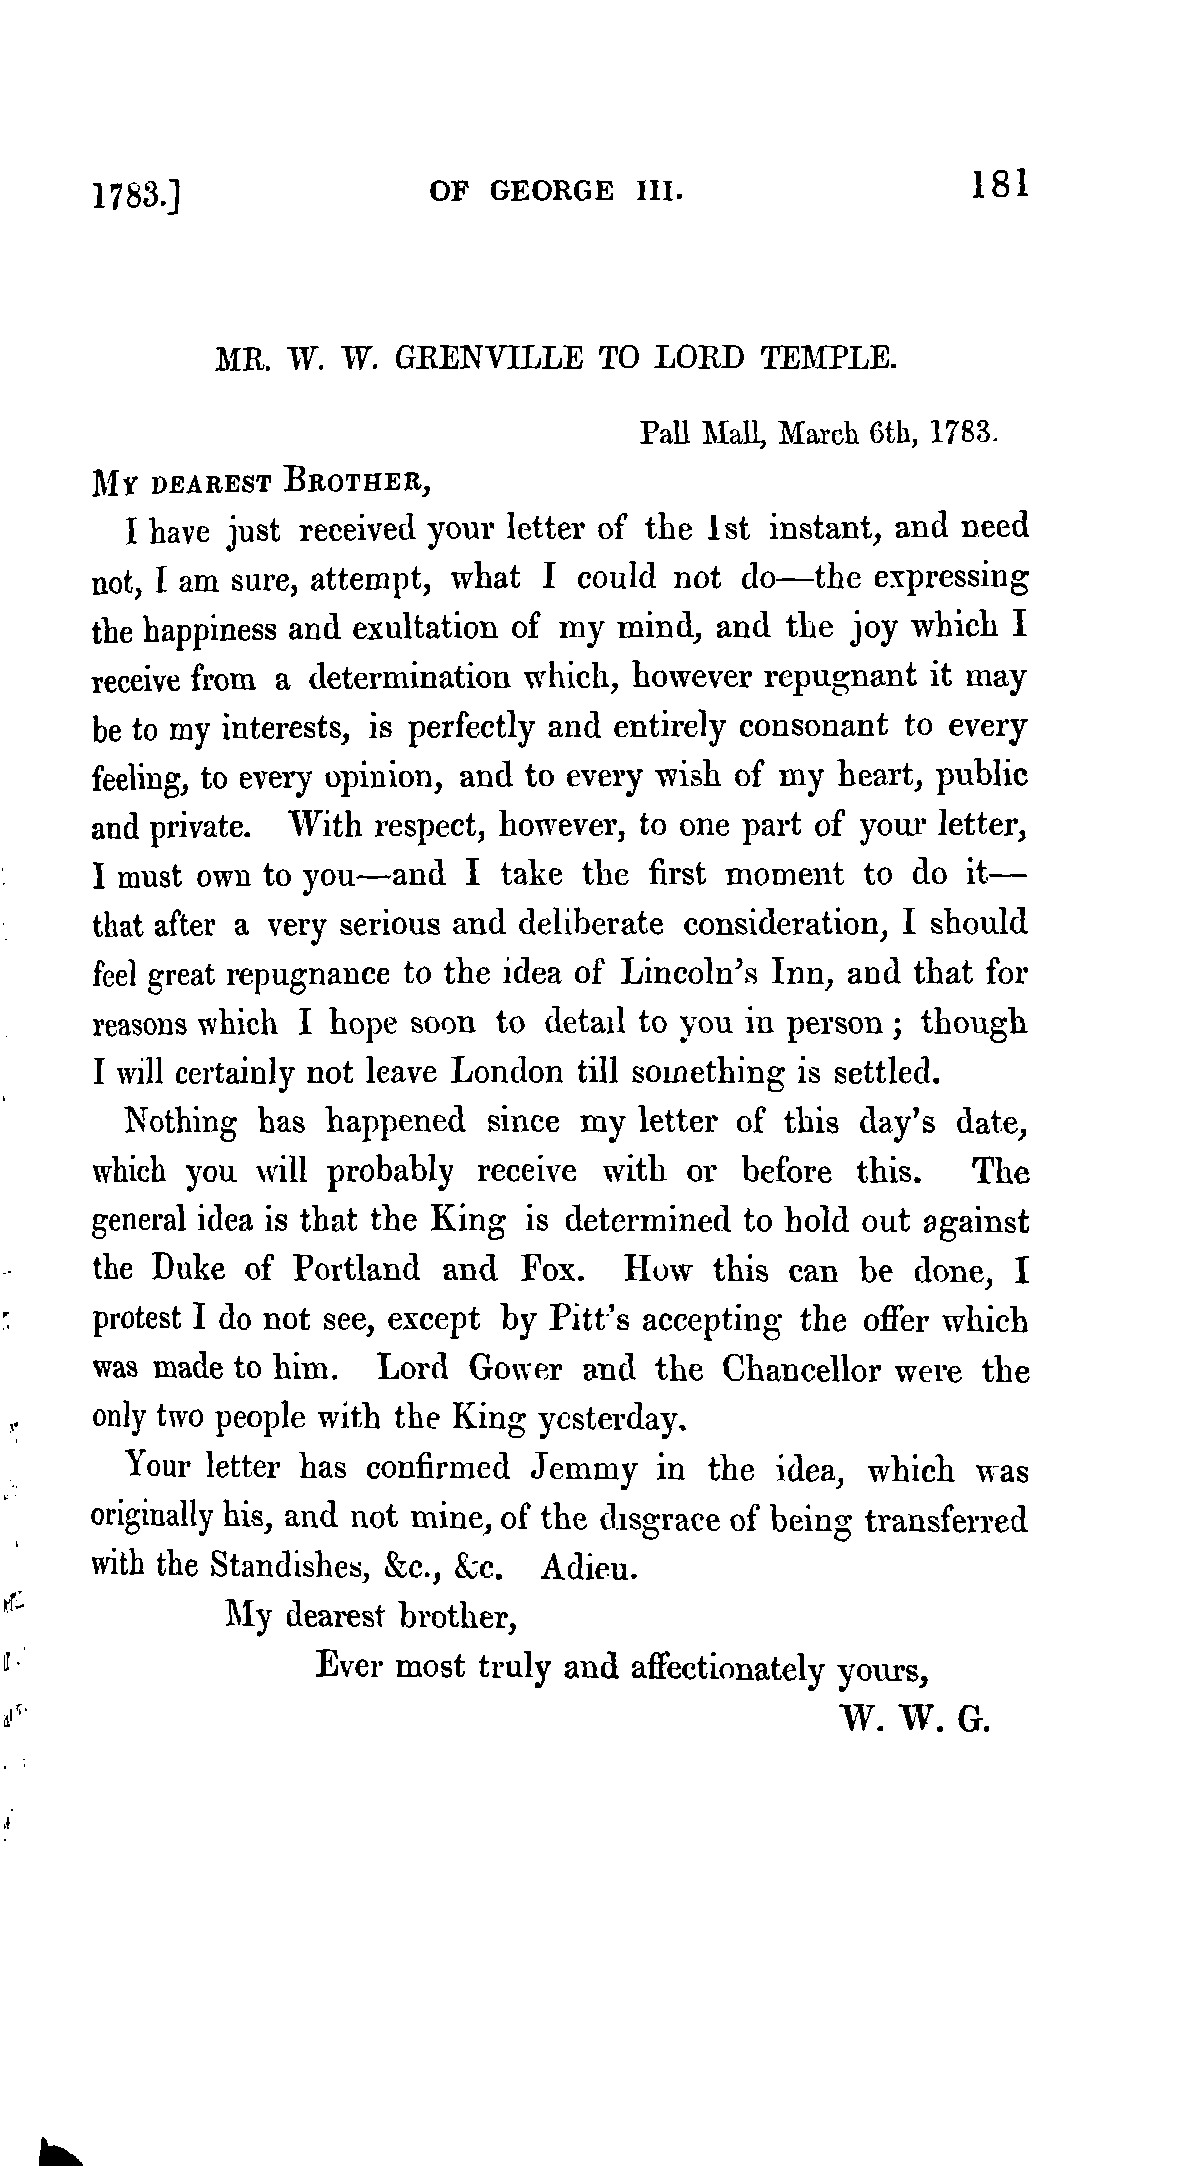 1783.] OF GEORGE III. 181
MR. W. W. GRENVILLE TO LORD TEMPLE.
Pall Mall, March 6th, 1783.
MY DEAREST BROTHER,
I have just received your letter of the 1st instant, and need
not, I am sure, attempt, what I could not do—the expressing
the happiness and exultation of my mind, and the joy which I
receive from a determination which, however repugnant it may
be to my interests, is perfectly and entirely consonant to every
feeling, to every opinion, and to every wish of my heart, public
and private. With respect, however, to one part of your letter,
I must own to you—and I take the first moment to do it—
that after a very serious and deliberate consideration, I should
feel great repugnance to the idea of Lincoln's Inn, and that for
reasons which I hope soon to detail to you in person; though
I will certainly not leave London till something is settled.
Nothing has happened since my letter of this day's date,
which you will probably receive with or before this. The
general idea is that the King is determined to hold out against
the Duke of Portland and Fox. How this can be done, I
protest I do not see, except by Pitt's accepting the offer which
was made to him. Lord Gower and the Chancellor were the
only two people with the King yesterday.
Your letter has confirmed Jemmy in the idea, which was
originally his, and not mine, of the disgrace of being transferred
with the Standishes, &c., &c. Adieu.
My dearest brother,
Ever most truly and affectionately yours,
W. W. G.